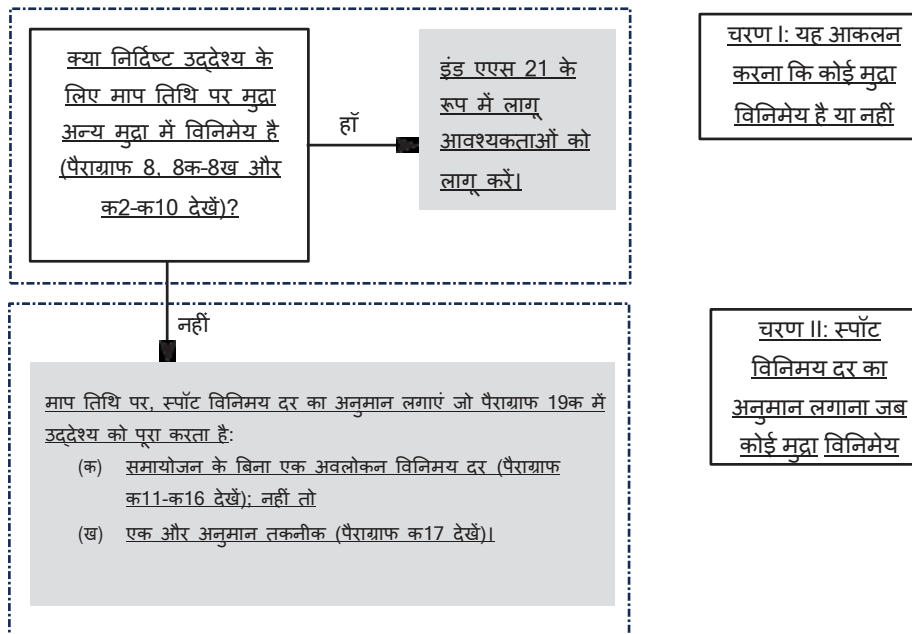 क्या निर्दिष्ट उद्देश्य के
लिए माप तिथि पर मुद्रा
अन्य मुद्रा में विनिमेय है
(पैराग्राफ 8, 8क-8ख और
क2-क10 देखें)?
हॉ
इंड एएस 21 के
रूप में लागू
आवश्यकताओं को
लागू करें।
चरण I: यह आकलन
करना कि कोई मुद्रा
विनिमेय है या नहीं
नहीं
माप तिथि पर, स्पॉट विनिमय दर का अनुमान लगाएं जो पैराग्राफ 19क में
उद्देश्य को पूरा करता है:
(क) समायोजन के बिना एक अवलोकन विनिमय दर (पैराग्राफ
क11-क16 देखें); नहीं तो
(ख) एक और अनुमान तकनीक (पैराग्राफ क17 देखें)।
चरण II: स्पॉट
विनिमय दर का
अनुमान लगाना जब
कोई मुद्रा विनिमेय